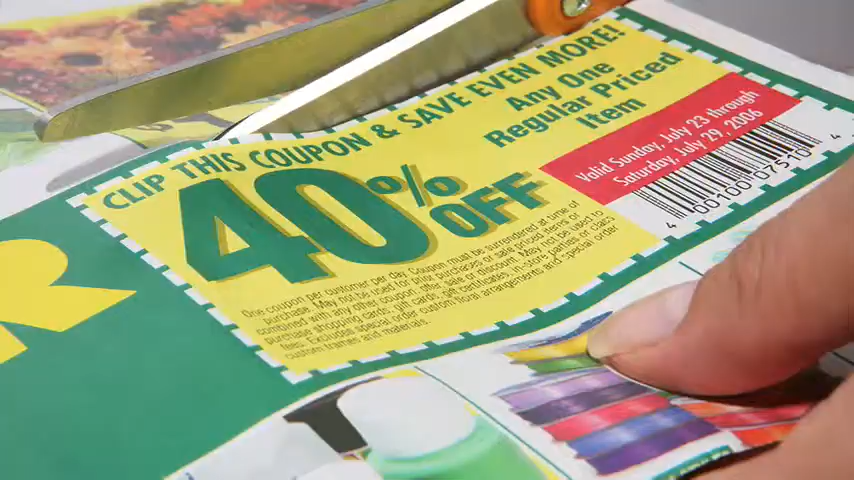 CLIP THIS COUPON & SAVE EVEN MORE!
40% OFF
Any One
Regular Priced
Item
Valid Sunday, July 23 through
Saturday, July 29, 2006
4 00100 07510 4
One coupon per customer per day. Coupon must be surrendered at time of
purchase. May not be used for prior purchases or sale priced items or
combined with any other coupon, offer, sale or discount. May not be used to
purchase shopping cards, gift cards, gift certificates, in-store parties or class
fees. Excludes special order custom floral arrangements and special order
custom frames and materials.
R